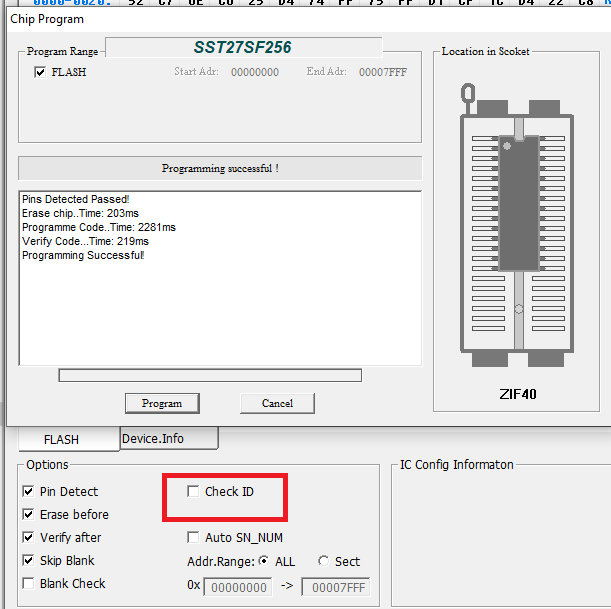 0000-0020: 52 C7 0E C0 25 D4 74 FF 75 FF D1 CF 1C D4 22 C8
Chip Program
Program Range
SST27SF256
FLASH
Start Adr: 00000000 End Adr: 00007FFF
Programming successful !
Pins Detected Passed!
Erase chip..Time: 203ms
Programme Code..Time: 2281ms
Verify Code...Time: 219ms
Programming Successful!
Program
Cancel
Location in Scoket
ZIF40
FLASH
Device.Info
Options
Pin Detect
Check ID
Erase before
Verify after
Auto SN_NUM
Skip Blank
Addr.Range: ALL Sect
Blank Check
0x 00000000 -> 00007FFF
IC Config Informaton